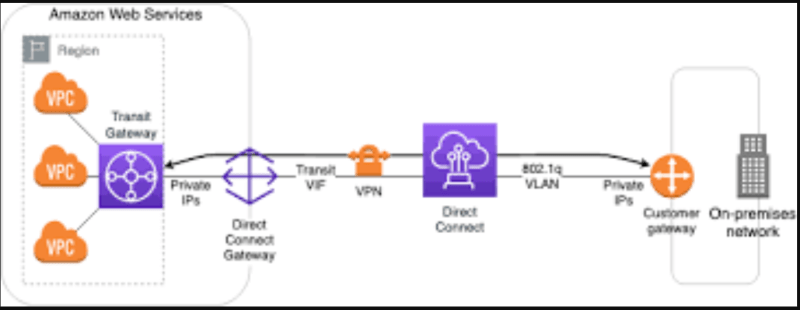 Amazon Web Services
Region
VPC
VPC
VPC
Transit
Gateway
Private
IPs
Direct
Connect
Gateway
Transit
VIF
VPN
Direct
Connect
802.1q
VLAN
Private
IPs
Customer
gateway
On-premises
network